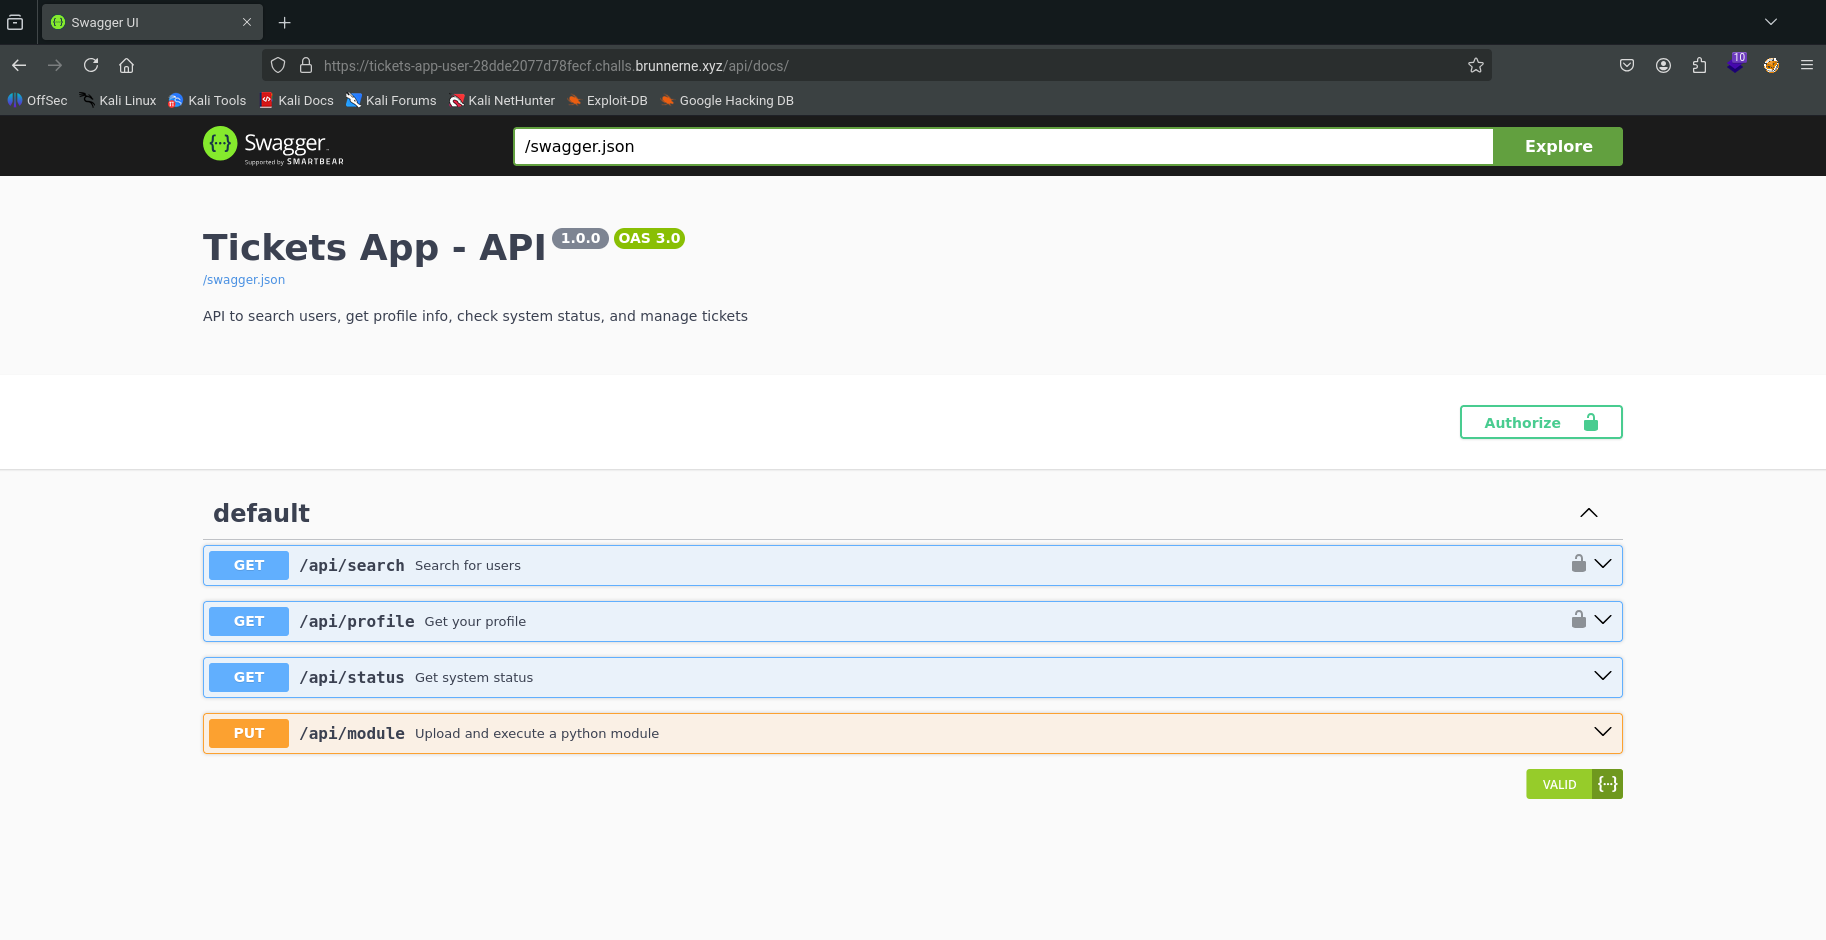 Swagger UI
https://tickets-app-user-28dde2077d78fecf.challs.brunnerne.xyz/api/docs/
10
OffSec Kali Linux Kali Tools Kali Docs Kali Forums Kali NetHunter Exploit-DB Google Hacking DB
{···} Swagger
Supported by SMARTBEAR
/swagger.json
Explore
Tickets App - API 1.0.0 OAS 3.0
/swagger.json
API to search users, get profile info, check system status, and manage tickets
Authorize
default
GET /api/search Search for users
GET /api/profile Get your profile
GET /api/status Get system status
PUT /api/module Upload and execute a python module
VALID {···}